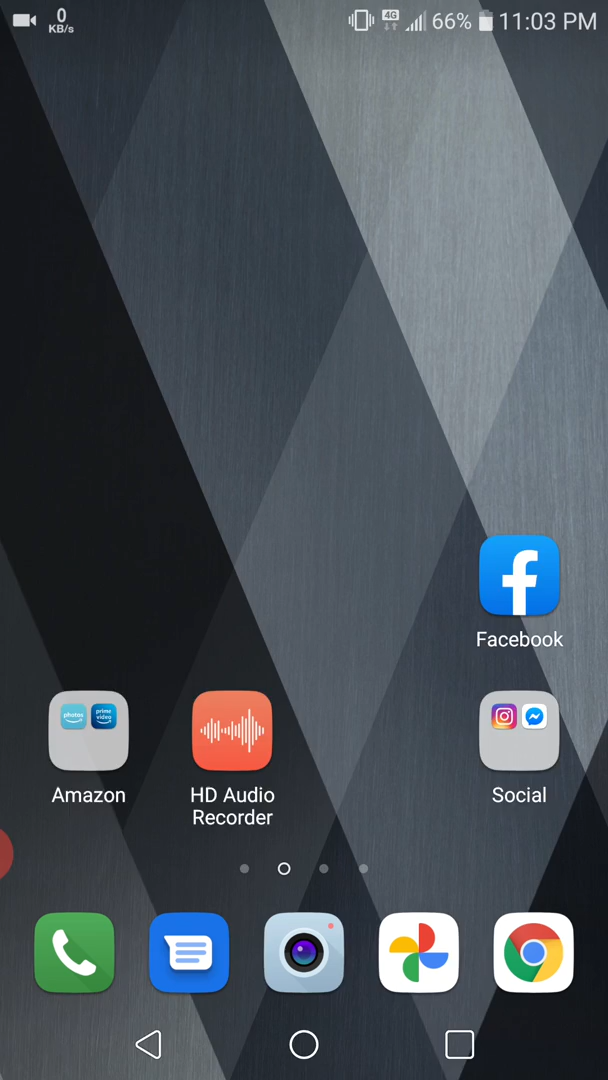 0
KB/s
4G
66%
11:03 PM
Facebook
photos
prime
video
Amazon
HD Audio
Recorder
Social